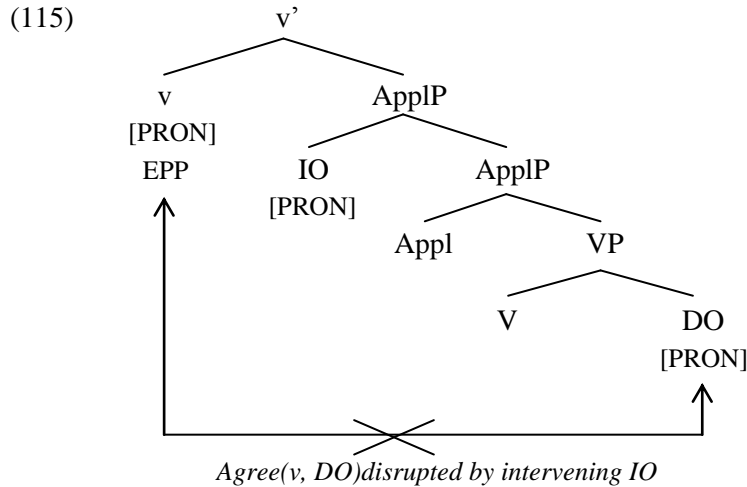 (115) v’
v ApplP
[PRON]
EPP IO ApplP
[PRON]
Appl VP
V DO
[PRON]
Agree(v, DO)disrupted by intervening IO